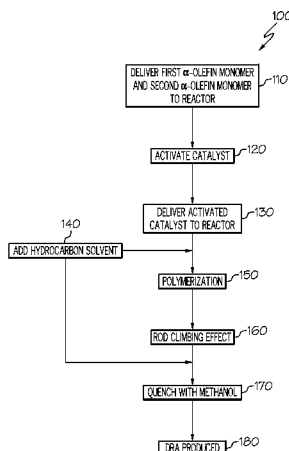 100
DELIVER FIRST α-OLEFIN MONOMER
AND SECOND α-OLEFIN MONOMER
TO REACTOR
110
ACTIVATE CATALYST
120
DELIVER ACTIVATED
CATALYST TO REACTOR
130
140
ADD HYDROCARBON SOLVENT
POLYMERIZATION
150
ROD CLIMBING EFFECT
160
QUENCH WITH METHANOL
170
DRA PRODUCED
180